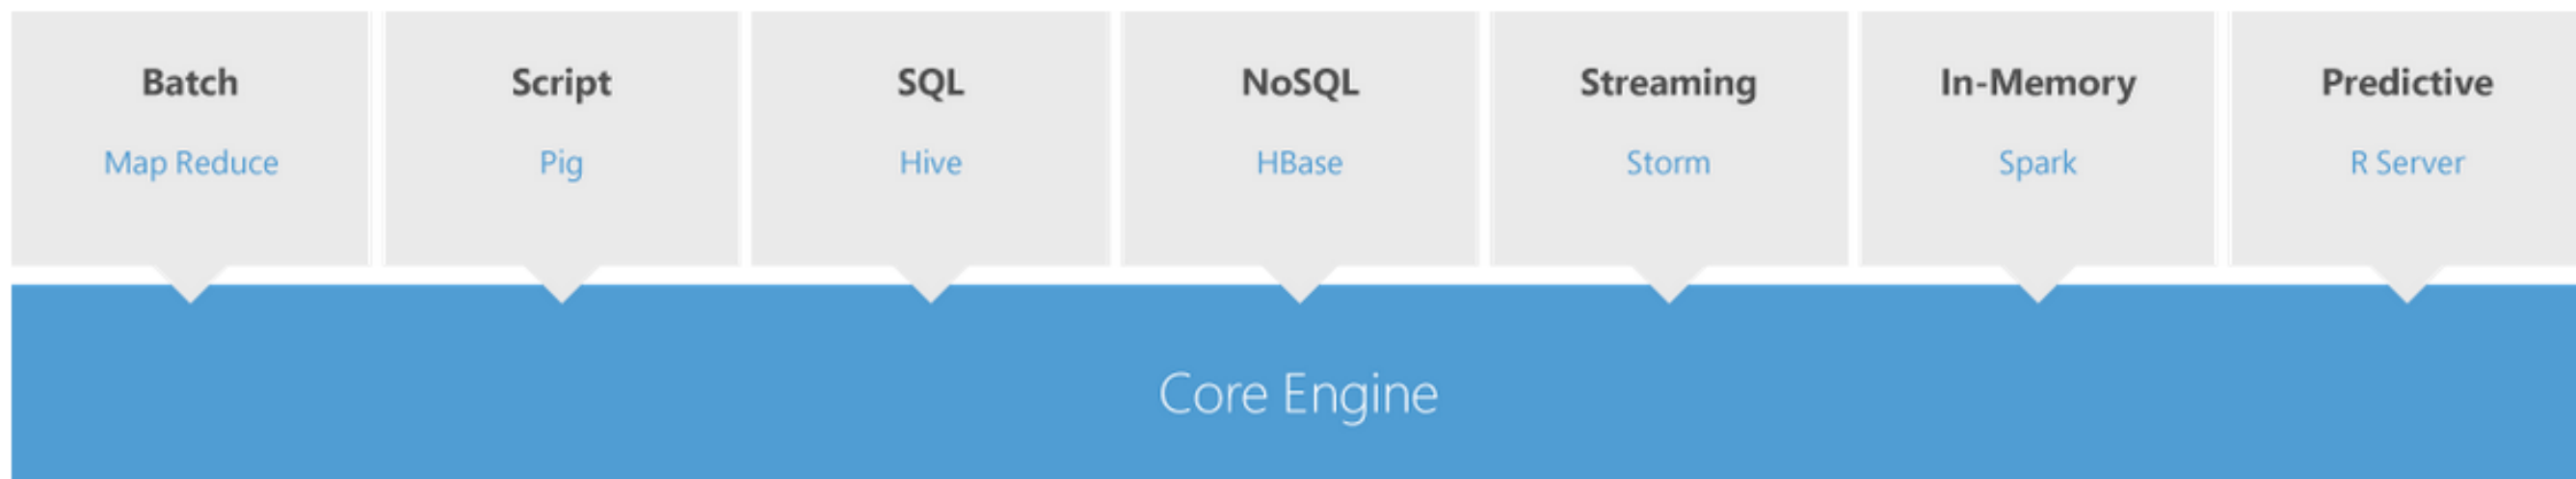 Batch
Map Reduce
Script
Pig
SQL
Hive
NoSQL
HBase
Streaming
Storm
In-Memory
Spark
Predictive
R Server
Core Engine